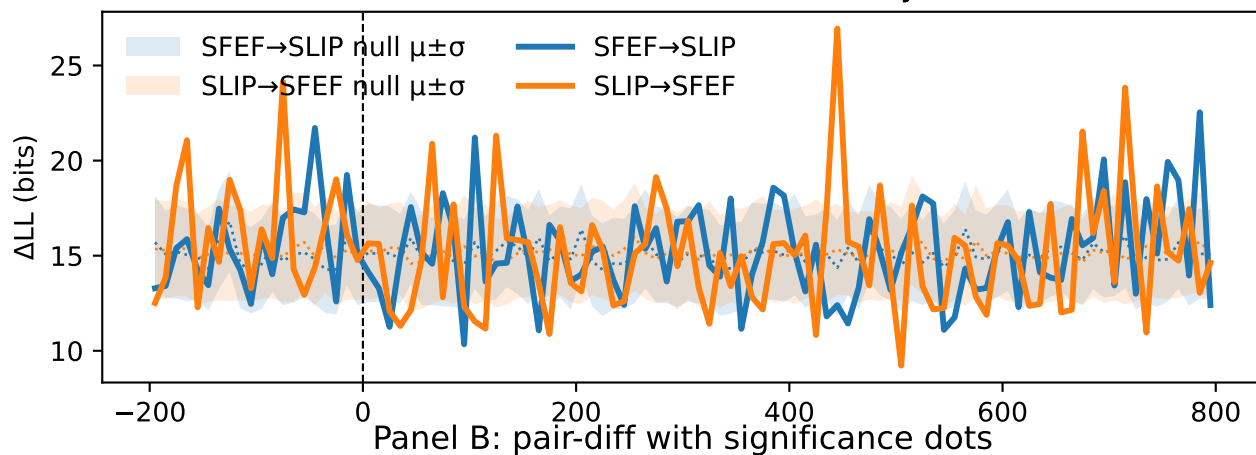 25
20
15
10
ΔLL (bits)
SFEF→SLIP null μ±σ
SLIP→SFEF null μ±σ
SFEF→SLIP
SLIP→SFEF
−200
0
200
400
600
800
Panel B: pair-diff with significance dots